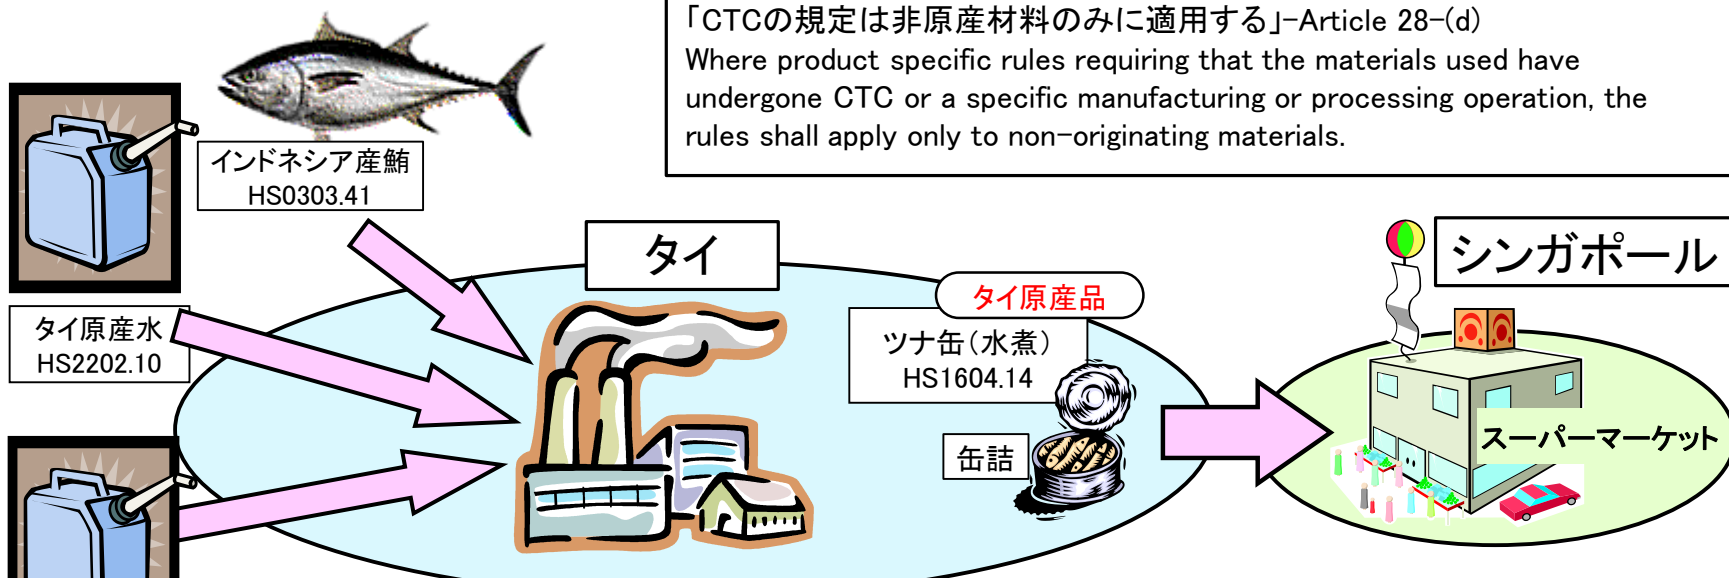 「CTCの規定は非原産材料のみに適用する」-Article 28-(d)
Where product specific rules requiring that the materials used have
undergone CTC or a specific manufacturing or processing operation, the
rules shall apply only to non-originating materials.
インドネシア産鮪
HS0303.41
タイ
シンガポール
タイ原産品
タイ原産水
HS2202.10
ツナ缶(水煮)
HS1604.14
缶詰
スーパーマーケット